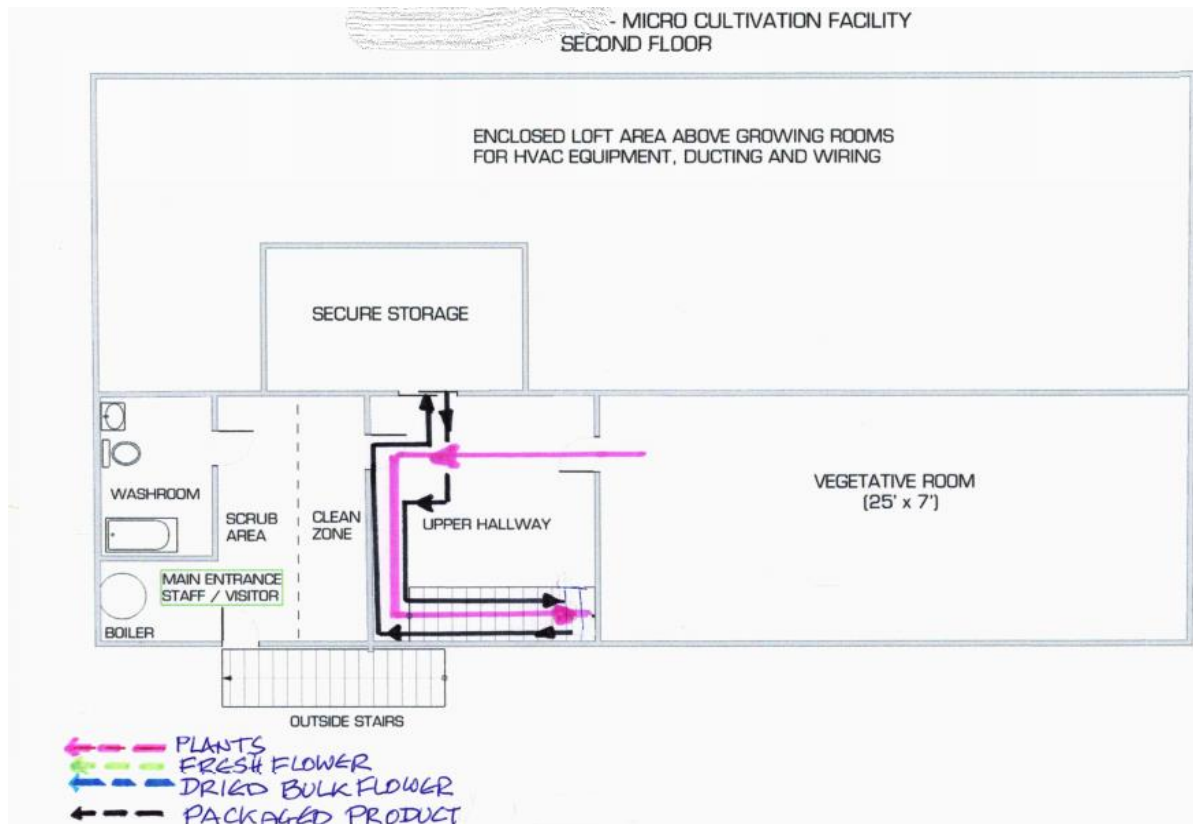 - MICRO CULTIVATION FACILITY
SECOND FLOOR
ENCLOSED LOFT AREA ABOVE GROWING ROOMS
FOR HVAC EQUIPMENT, DUCTING AND WIRING
SECURE STORAGE
VEGETATIVE ROOM
(25' x 7')
WASHROOM
SCRUB
AREA
CLEAN
ZONE
UPPER HALLWAY
MAIN ENTRANCE
STAFF / VISITOR
BOILER
OUTSIDE STAIRS
PLANTS
FRESH FLOWER
DRIED BULK FLOWER
PACKAGED PRODUCT